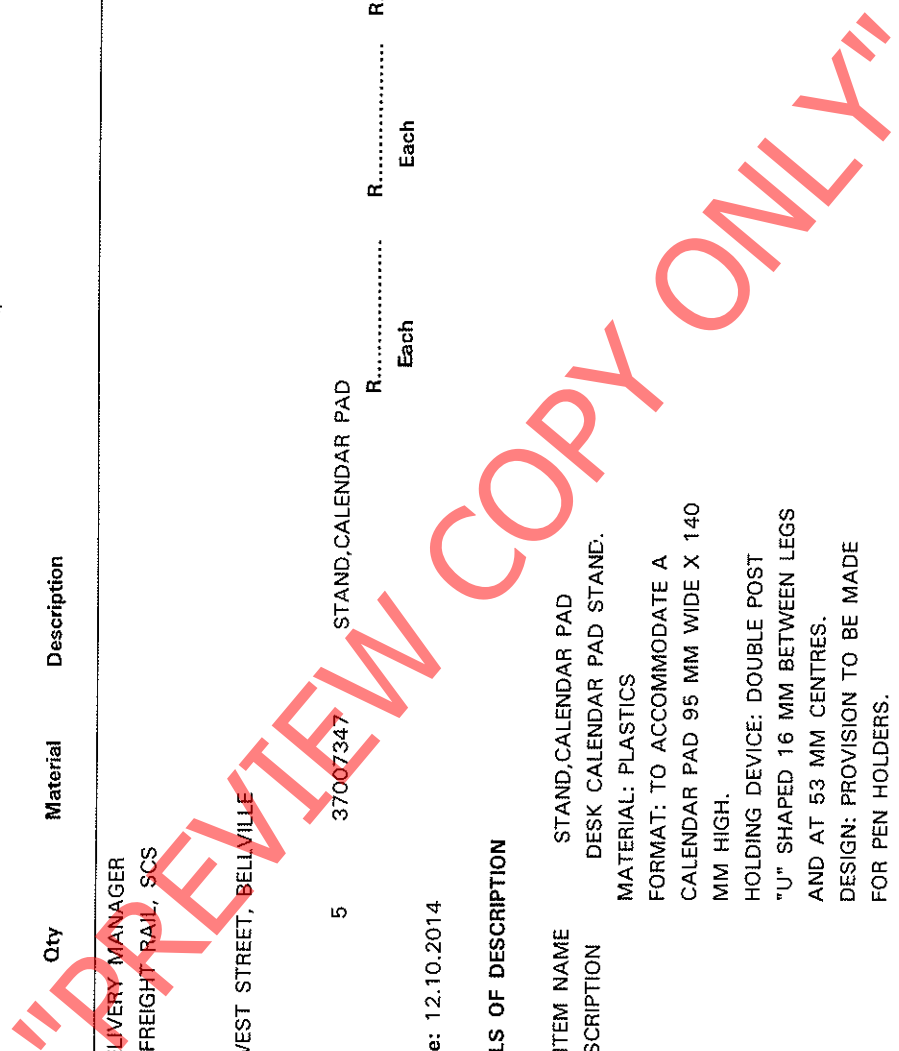 Qty Material Description
LIVERY MANAGER
FREIGHT RAIL, SCS
WEST STREET, BELLVILLE
5 37007347 STAND,CALENDAR PAD
R............... R............... R
Each Each
e: 12.10.2014
LS OF DESCRIPTION
ITEM NAME STAND,CALENDAR PAD
SCRIPTION DESK CALENDAR PAD STAND.
MATERIAL: PLASTICS
FORMAT: TO ACCOMMODATE A
CALENDAR PAD 95 MM WIDE X 140
MM HIGH.
HOLDING DEVICE: DOUBLE POST
"U" SHAPED 16 MM BETWEEN LEGS
AND AT 53 MM CENTRES.
DESIGN: PROVISION TO BE MADE
FOR PEN HOLDERS.
"PREVIEW COPY ONLY"